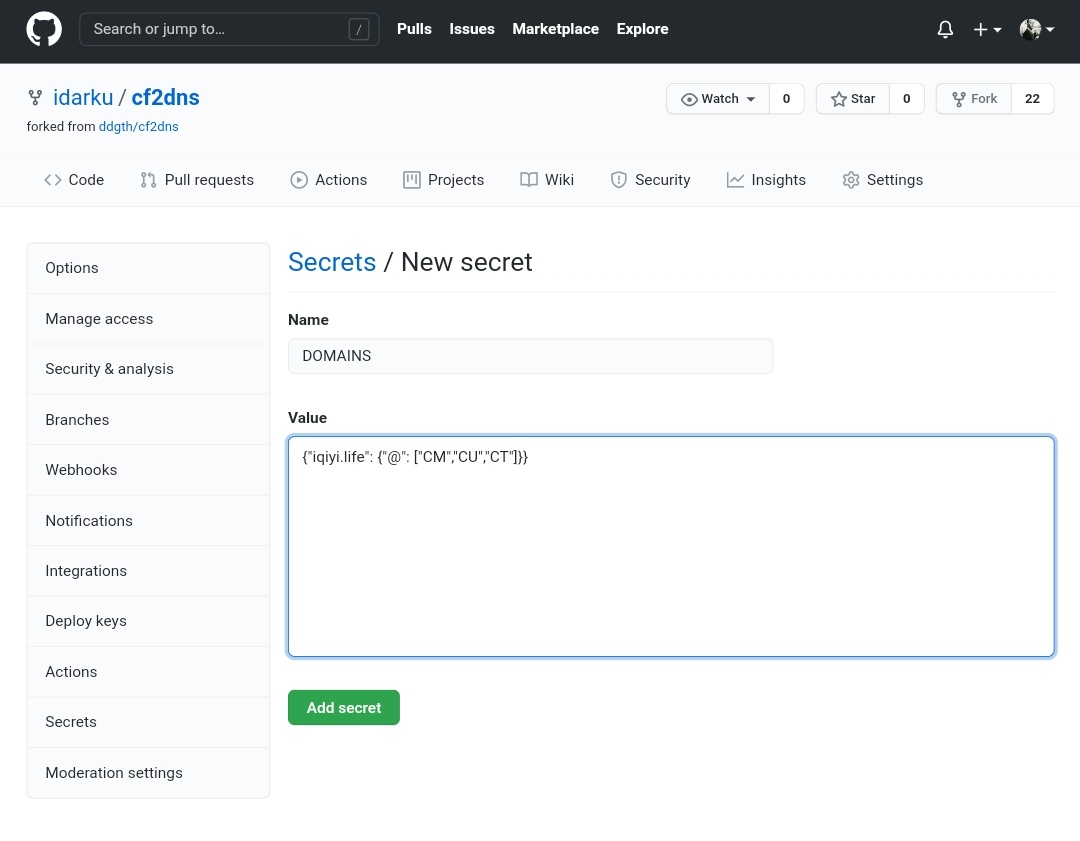 Search or jump to… /
Pulls Issues Marketplace Explore
idarku / cf2dns
Watch 0 Star 0 Fork 22
forked from ddgth/cf2dns
Code Pull requests Actions Projects Wiki Security Insights Settings
Options
Manage access
Security & analysis
Branches
Webhooks
Notifications
Integrations
Deploy keys
Actions
Secrets
Moderation settings
Secrets / New secret
Name
DOMAINS
Value
{"iqiyi.life": {"@": ["CM","CU","CT"]}}
Add secret